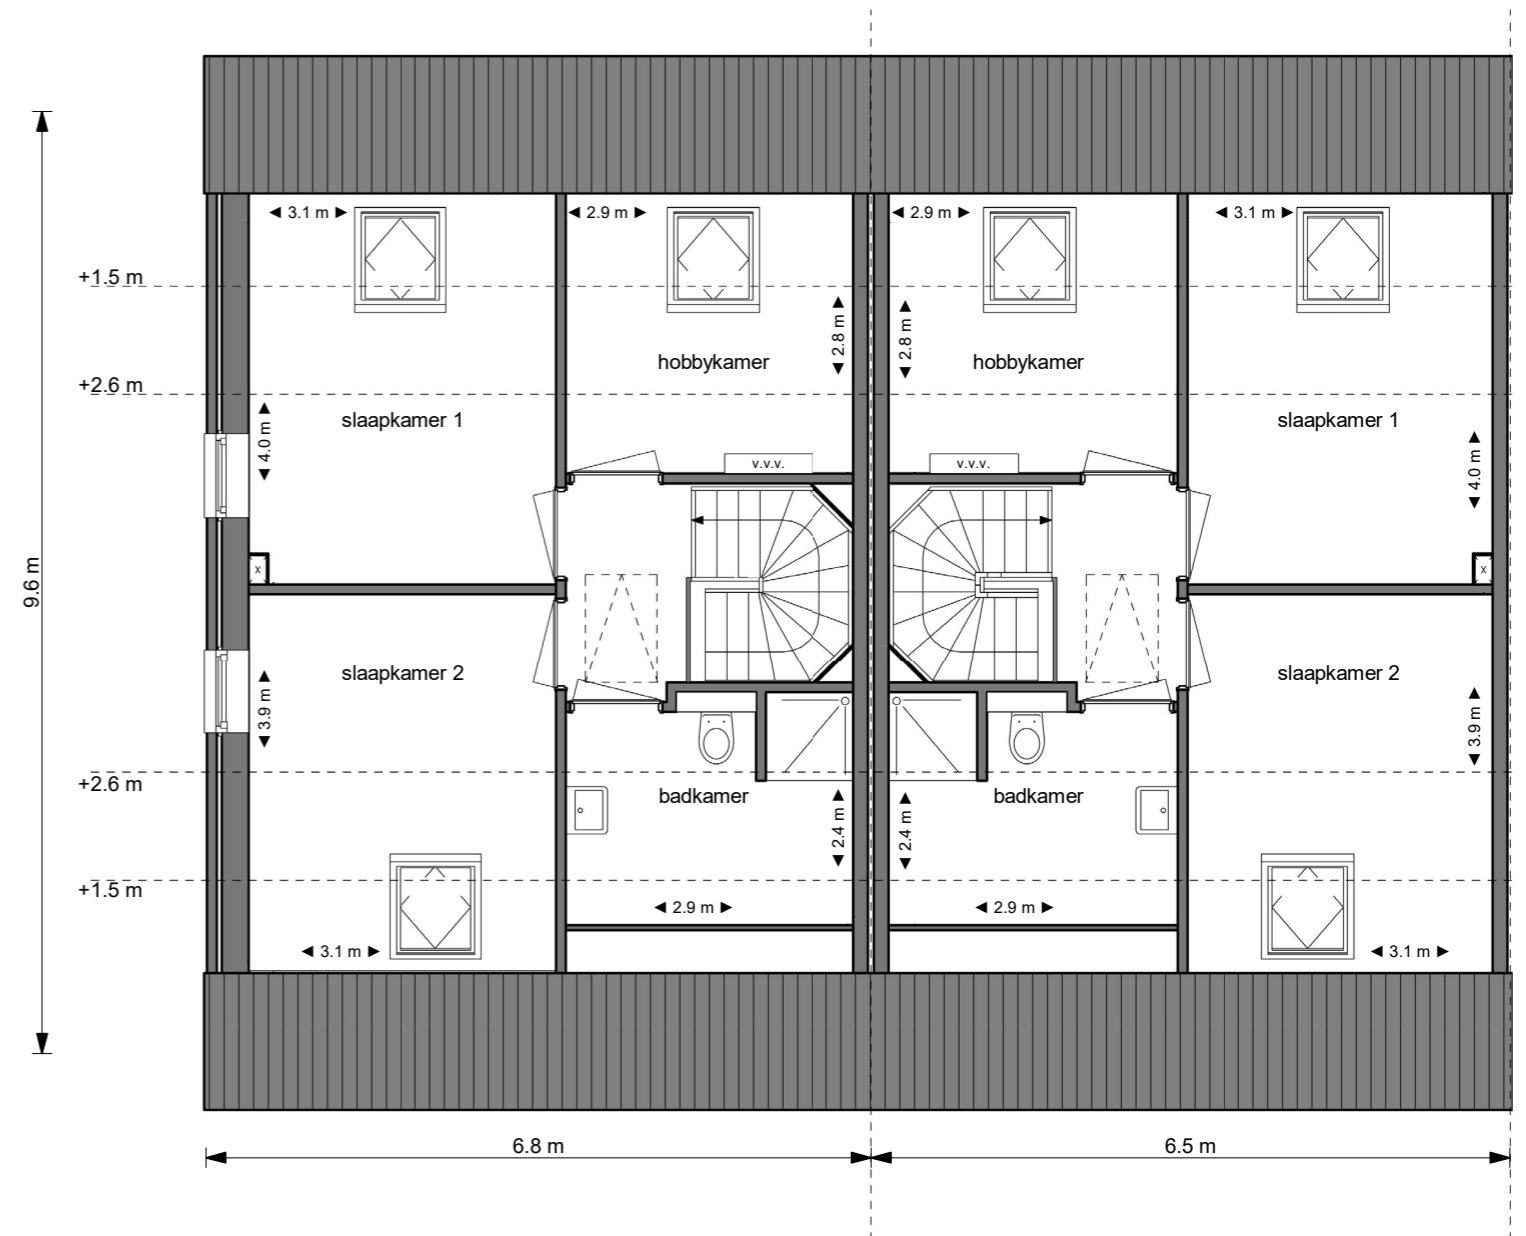 3.1 m
2.9 m
2.9 m
3.1 m
+1.5 m
2.8 m
2.8 m
hobbykamer
hobbykamer
+2.6 m
slaapkamer 1
slaapkamer 1
4.0 m
4.0 m
v.v.v.
v.v.v.
x
x
9.6 m
slaapkamer 2
slaapkamer 2
3.9 m
3.9 m
+2.6 m
badkamer
badkamer
2.4 m
2.4 m
+1.5 m
2.9 m
2.9 m
3.1 m
3.1 m
6.8 m
6.5 m